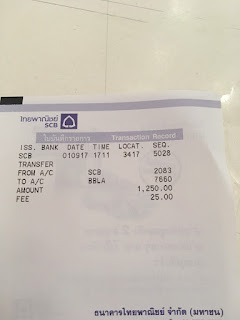 ไทยพาณิชย์
SCB
ใบบันทึกรายการ Transaction Record
ISS. BANK DATE TIME LOCAT. SEQ.
SCB 010917 1711 3417 5028
TRANSFER
FROM A/C SCB 2083
TO A/C BBLA 7660
AMOUNT 1,250.00
FEE 25.00
ธนาคารไทยพาณิชย์ จำกัด (มหาชน)